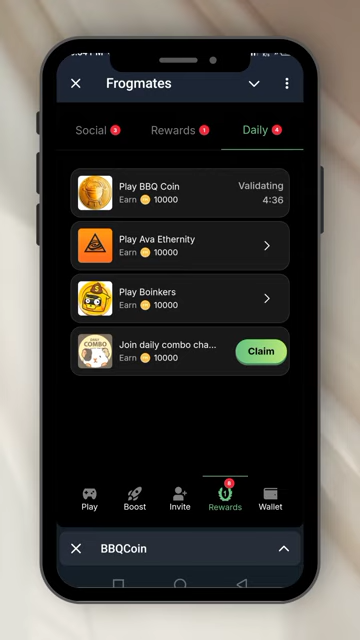 Frogmates
Social 3
Rewards 1
Daily 4
Play BBQ Coin
Earn 10000
Validating
4:36
Play Ava Ethernity
Earn 10000
Play Boinkers
Earn 10000
COMBO
Join daily combo cha...
Earn 10000
Claim
6
1
Play
Boost
Invite
Rewards
Wallet
BBQCoin